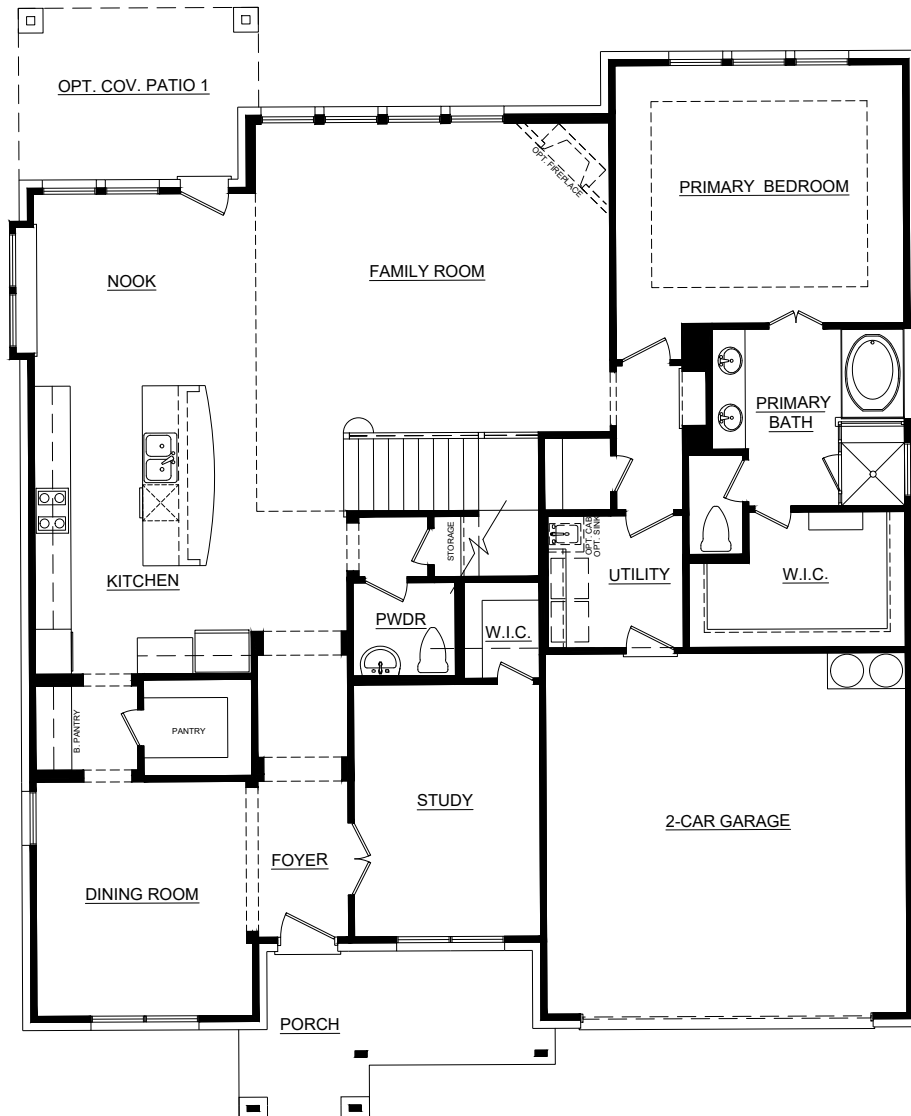 OPT. COV. PATIO 1
OPT. FIREPLACE
PRIMARY BEDROOM
NOOK
FAMILY ROOM
PRIMARY
BATH
STORAGE
OPT. CAB
OPT. SINK
KITCHEN
UTILITY
W.I.C.
PWDR
W.I.C.
B. PANTRY
PANTRY
STUDY
2-CAR GARAGE
FOYER
DINING ROOM
PORCH